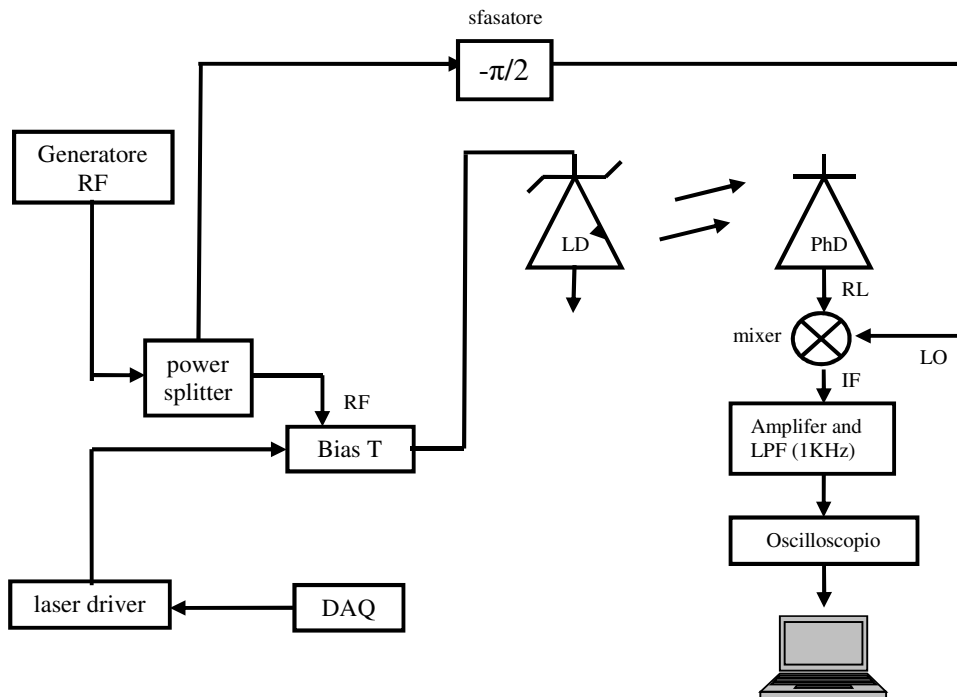 sfasatore
-π/2
Generatore
RF
LD
PhD
RL
mixer
LO
power
splitter
IF
RF
Amplifer and
LPF (1KHz)
Bias T
Oscilloscopio
laser driver
DAQ